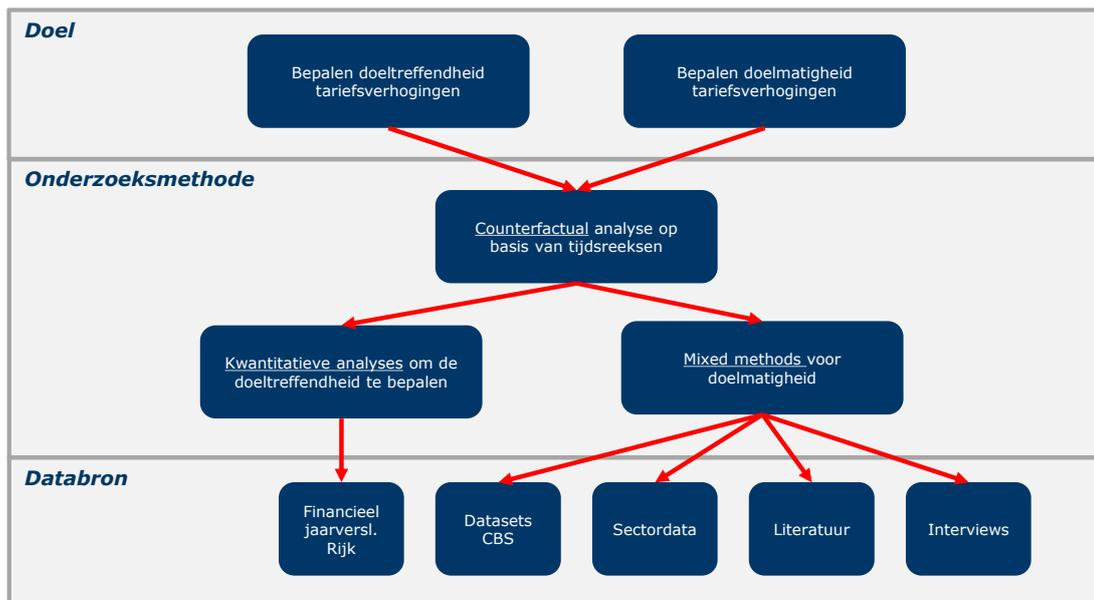 Doel
Bepalen doeltreffendheid
tariefsverhogingen
Bepalen doelmatigheid
tariefsverhogingen
Onderzoeksmethode
Counterfactual analyse op
basis van tijdsreeksen
Kwantitatieve analyses om de
doeltreffendheid te bepalen
Mixed methods voor
doelmatigheid
Databron
Financieel
jaarversl.
Rijk
Datasets
CBS
Sectordata
Literatuur
Interviews